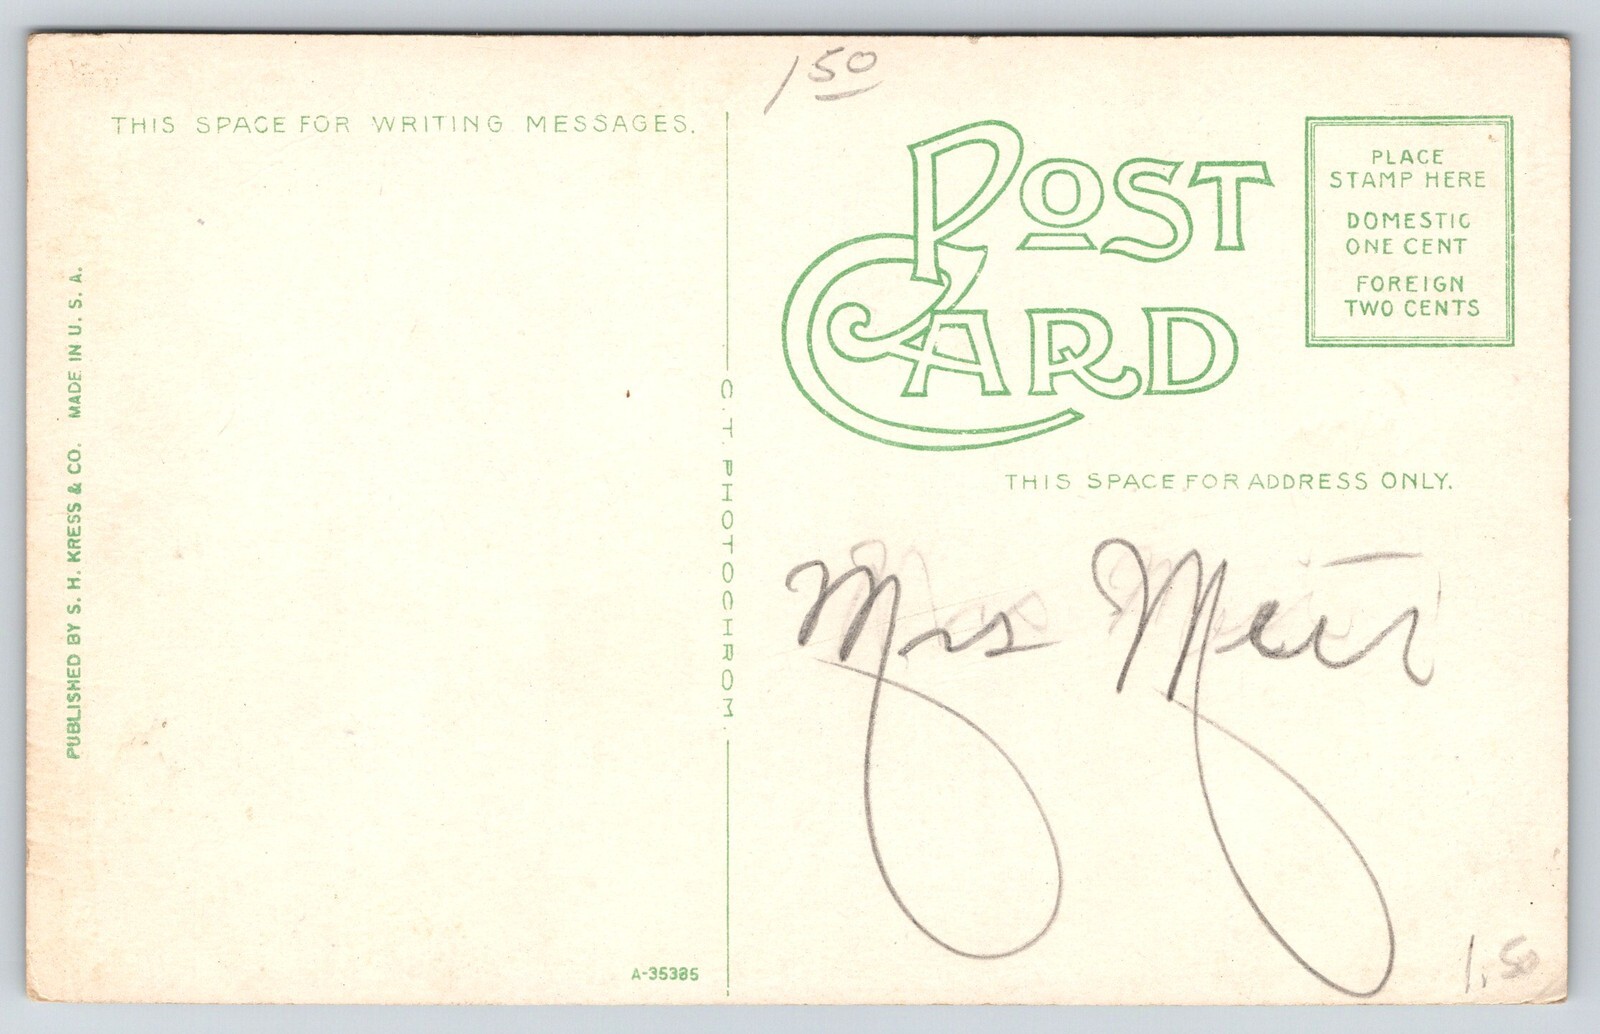 150
THIS SPACE FOR WRITING MESSAGES.
POST CARD
PLACE
STAMP HERE
DOMESTIC
ONE CENT
FOREIGN
TWO CENTS
PUBLISHED BY S. H. KRESS & CO. MADE IN U. S. A.
C. T. PHOTOCHROM.
THIS SPACE FOR ADDRESS ONLY.
Mrs Meir
A-35385
1.50